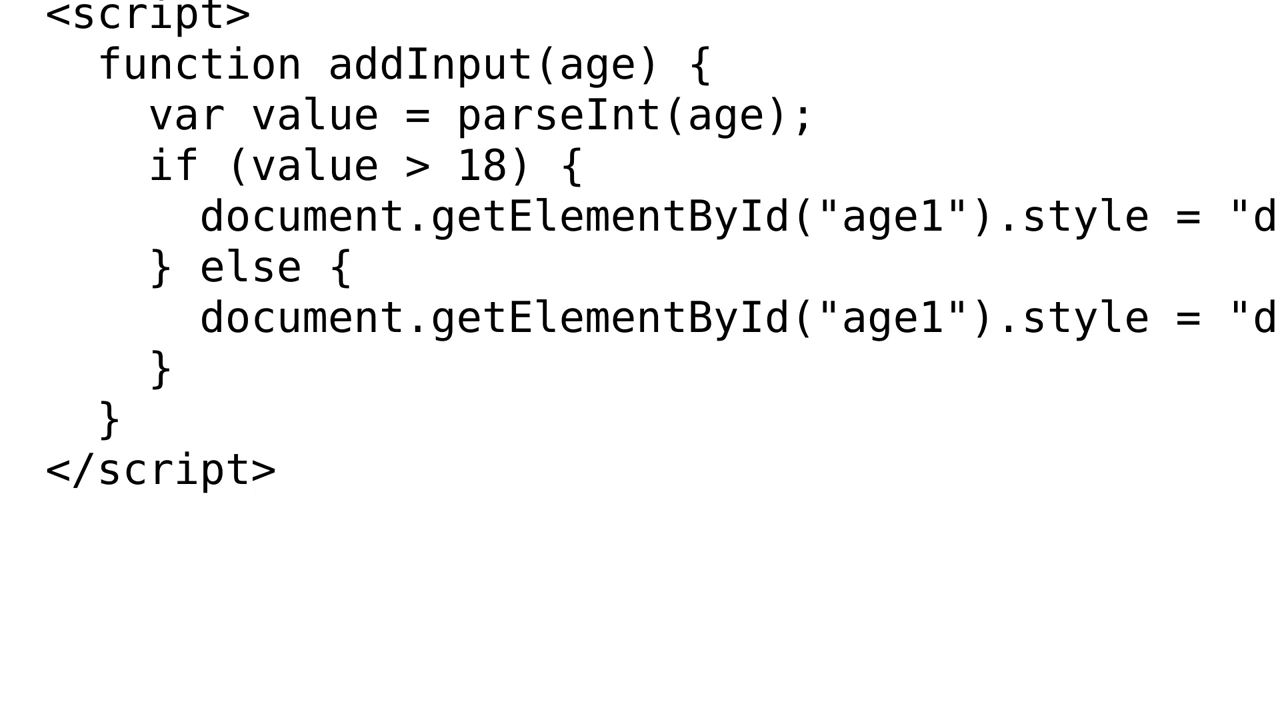 <script>
  function addInput(age) {
    var value = parseInt(age);
    if (value > 18) {
      document.getElementById("age1").style = "d
    } else {
      document.getElementById("age1").style = "d
    }
  }
</script>